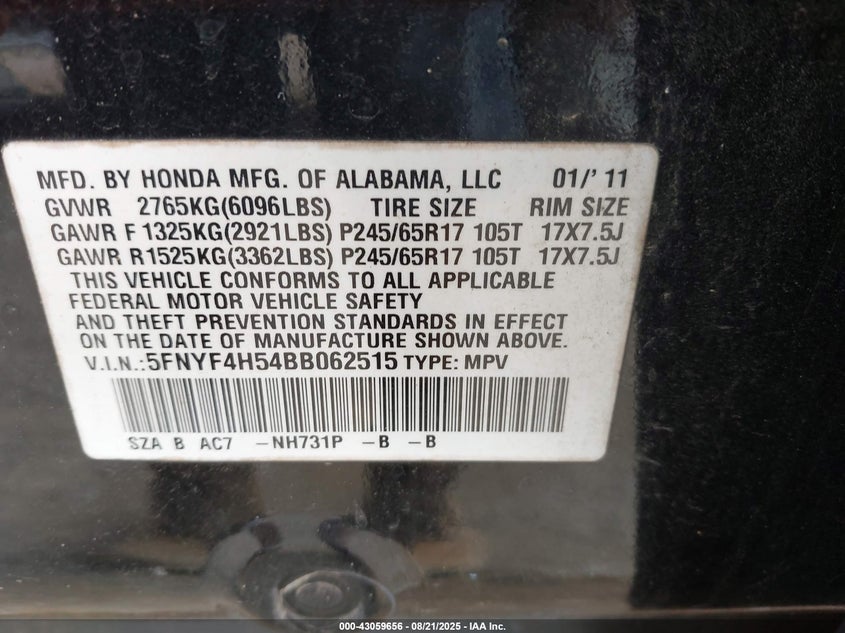 MFD. BY HONDA MFG. OF ALABAMA, LLC 01/' 11
GVWR 2765KG(6096LBS) TIRE SIZE RIM SIZE
GAWR F 1325KG(2921LBS) P245/65R17 105T 17X7.5J
GAWR R1525KG(3362LBS) P245/65R17 105T 17X7.5J
THIS VEHICLE CONFORMS TO ALL APPLICABLE
FEDERAL MOTOR VEHICLE SAFETY
AND THEFT PREVENTION STANDARDS IN EFFECT
ON THE DATE OF MANUFACTURE SHOWN ABOVE.
V.I.N.:5FNYF4H54BB062515 TYPE: MPV
SZA B AC7 -NH731P -B -B
000-43059656 - 08/21/2025 - IAA Inc.